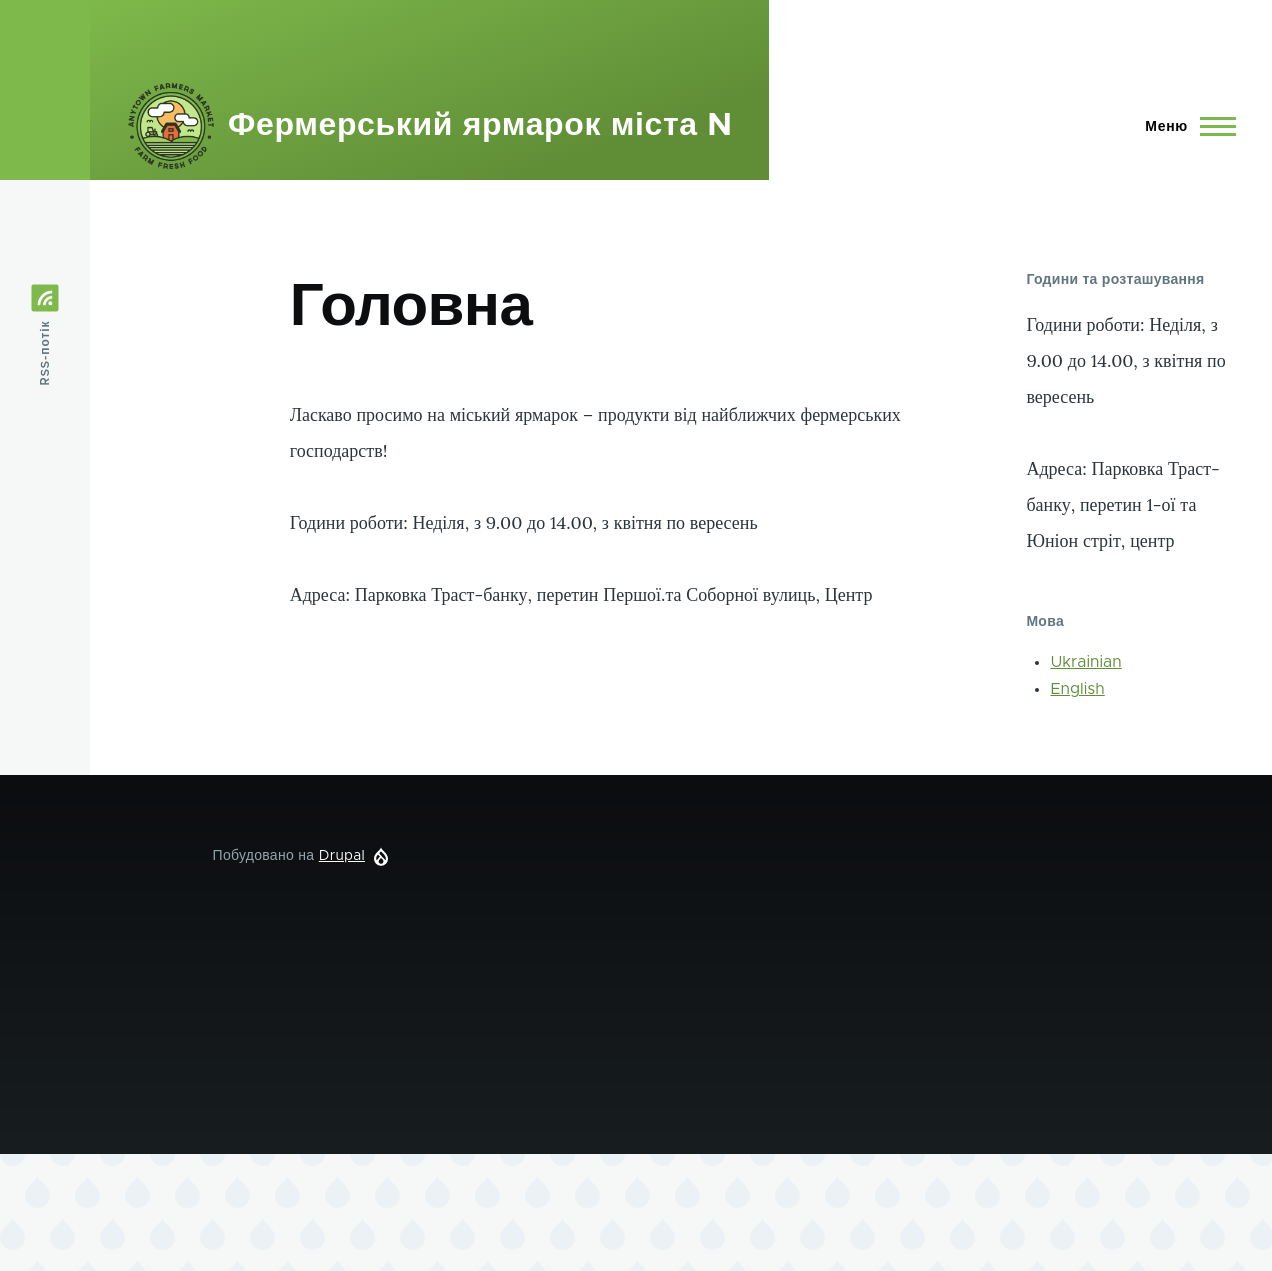 ANYTOWN FARMERS MARKET
FARM FRESH FOOD
Фермерський ярмарок міста N
Меню
RSS-потік
Головна
Ласкаво просимо на міський ярмарок – продукти від найближчих фермерських
господарств!
Години роботи: Неділя, з 9.00 до 14.00, з квітня по вересень
Адреса: Парковка Траст-банку, перетин Першої.та Соборної вулиць, Центр
Години та розташування
Години роботи: Неділя, з
9.00 до 14.00, з квітня по
вересень
Адреса: Парковка Траст-
банку, перетин 1-ої та
Юніон стріт, центр
Мова
Ukrainian
English
Побудовано на Drupal